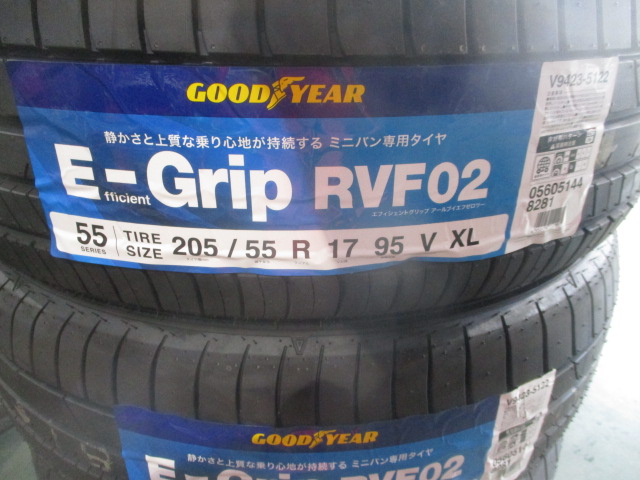 GOODYEAR
V9423-5122
静かさと上質な乗り心地が持続する ミニバン専用タイヤ
E-Grip RVF02
fficient
エフィシェントグリップ アールブイエフゼロツー
05605144
8281
55
SERIES
TIRE
SIZE
205 / 55 R 17 95 V XL
GOODYEAR
V9423-5122
静かさと上質な乗り心地が持続する ミニバン専用タイヤ
E-Grip RVF02